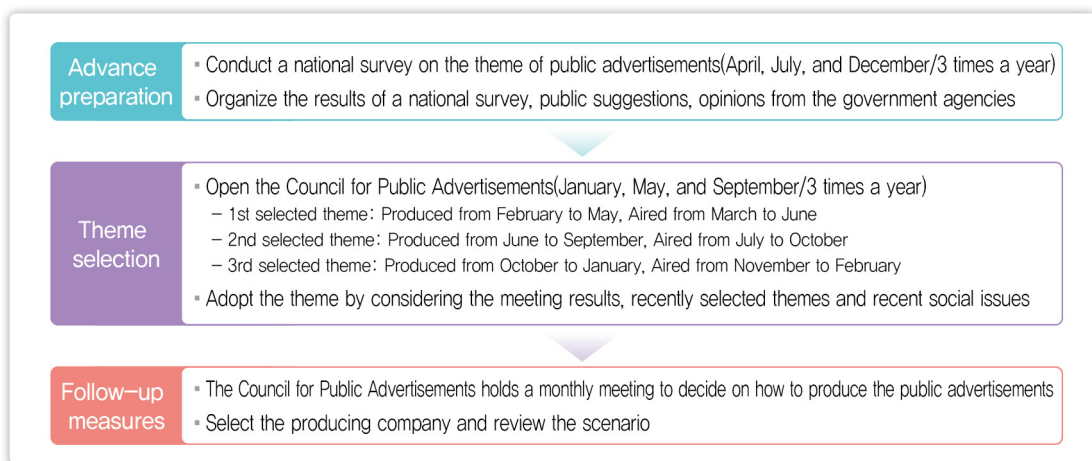 Advance
preparation
▪ Conduct a national survey on the theme of public advertisements(April, July, and December/3 times a year)
▪ Organize the results of a national survey, public suggestions, opinions from the government agencies
Theme
selection
▪ Open the Council for Public Advertisements(January, May, and September/3 times a year)
– 1st selected theme: Produced from February to May, Aired from March to June
– 2nd selected theme: Produced from June to September, Aired from July to October
– 3rd selected theme: Produced from October to January, Aired from November to February
▪ Adopt the theme by considering the meeting results, recently selected themes and recent social issues
Follow-up
measures
▪ The Council for Public Advertisements holds a monthly meeting to decide on how to produce the public advertisements
▪ Select the producing company and review the scenario